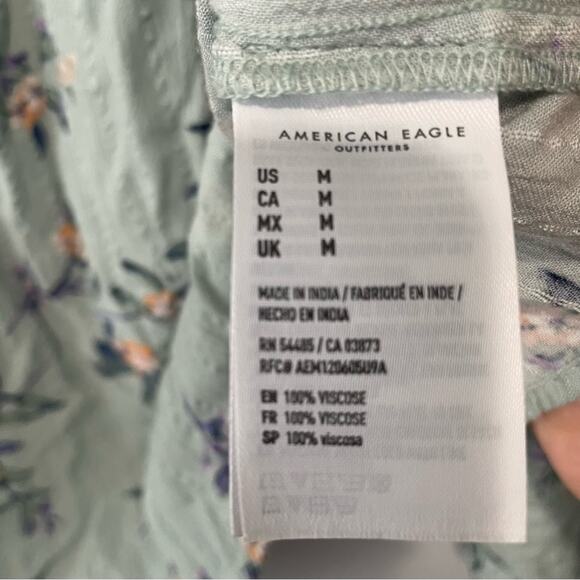 AMERICAN EAGLE
OUTFITTERS
US M
CA M
MX M
UK M
MADE IN INDIA / FABRIQUÉ EN INDE /
HECHO EN INDIA
RN 54485 / CA 03873
RFC# AEM120605U9A
EN 100% VISCOSE
FR 100% VISCOSE
SP 100% viscosa